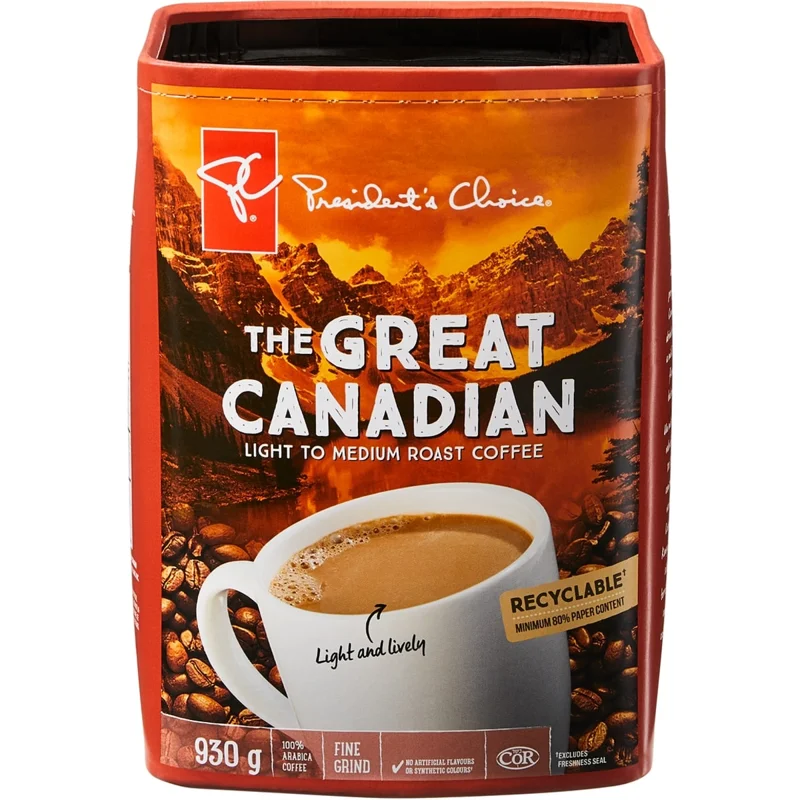 PC®
President's Choice®
THE GREAT
CANADIAN
LIGHT TO MEDIUM ROAST COFFEE
RECYCLABLE†
MINIMUM 80% PAPER CONTENT
Light and lively
930 g
100%
ARABICA
COFFEE
FINE
GRIND
✓ NO ARTIFICIAL FLAVOURS
OR SYNTHETIC COLOURS
COR
†EXCLUDES
FRESHNESS SEAL